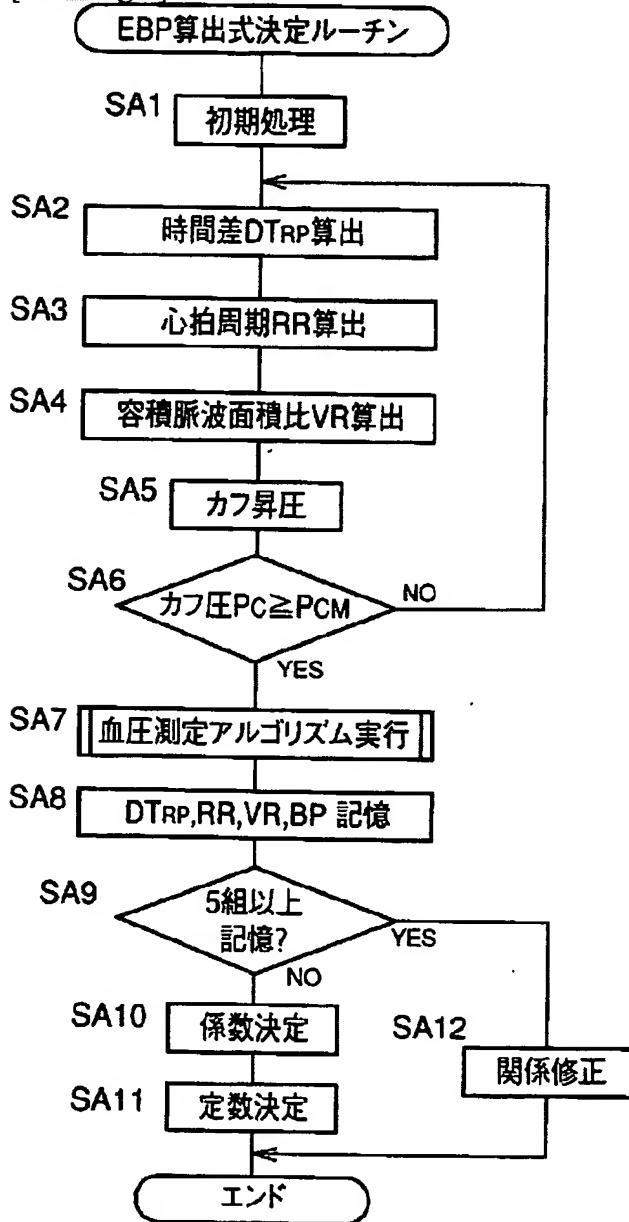 EBP算出式決定ルーチン
SA1
初期処理
SA2
時間差DTRP算出
SA3
心拍周期RR算出
SA4
容積脈波面積比VR算出
SA5
カフ昇圧
SA6
カフ圧PC≧PCM
NO
YES
SA7
血圧測定アルゴリズム実行
SA8
DTRP,RR,VR,BP 記憶
SA9
5組以上
記憶?
YES
NO
SA10
係数決定
SA12
関係修正
SA11
定数決定
エンド